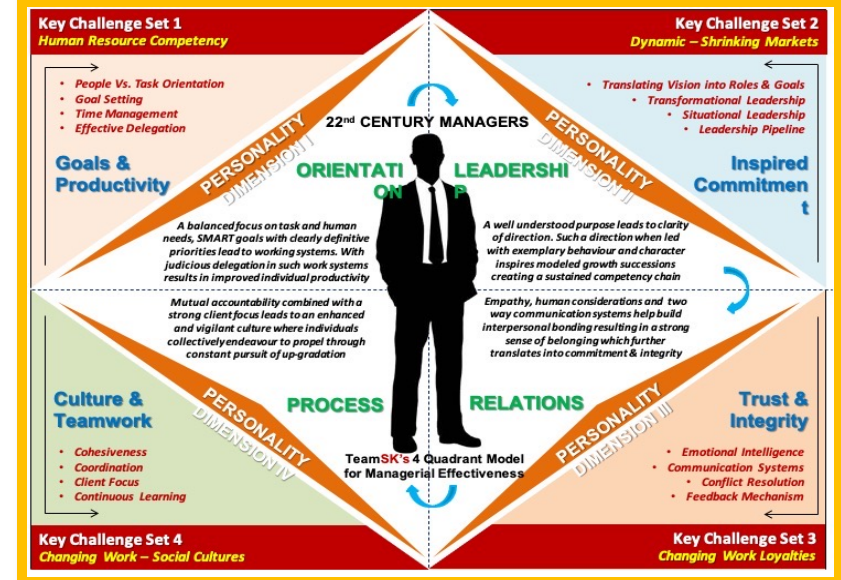 Key Challenge Set 1
Human Resource Competency
Key Challenge Set 2
Dynamic – Shrinking Markets
• People Vs. Task Orientation
• Goal Setting
• Time Management
• Effective Delegation
Goals &
Productivity
PERSONALITY
DIMENSION I
22nd CENTURY MANAGERS
ORIENTATI
ON
LEADERSHI
P
PERSONALITY
DIMENSION II
• Translating Vision into Roles & Goals
• Transformational Leadership
• Situational Leadership
• Leadership Pipeline
Inspired
Commitmen
t
A balanced focus on task and human
needs, SMART goals with clearly definitive
priorities lead to working systems. With
judicious delegation in such work systems
results in improved individual productivity
A well understood purpose leads to clarity
of direction. Such a direction when led
with exemplary behaviour and character
inspires modeled growth successions
creating a sustained competency chain
Mutual accountability combined with a
strong client focus leads to an enhanced
and vigilant culture where individuals
collectively endeavour to propel through
constant pursuit of up-gradation
Empathy, human considerations and two
way communication systems help build
interpersonal bonding resulting in a strong
sense of belonging which further
translates into commitment & integrity
Culture &
Teamwork
• Cohesiveness
• Coordination
• Client Focus
• Continuous Learning
PERSONALITY
DIMENSION IV
PROCESS
RELATIONS
TeamSK's 4 Quadrant Model
for Managerial Effectiveness
PERSONALITY
DIMENSION III
Trust &
Integrity
• Emotional Intelligence
• Communication Systems
• Conflict Resolution
• Feedback Mechanism
Key Challenge Set 4
Changing Work – Social Cultures
Key Challenge Set 3
Changing Work Loyalties